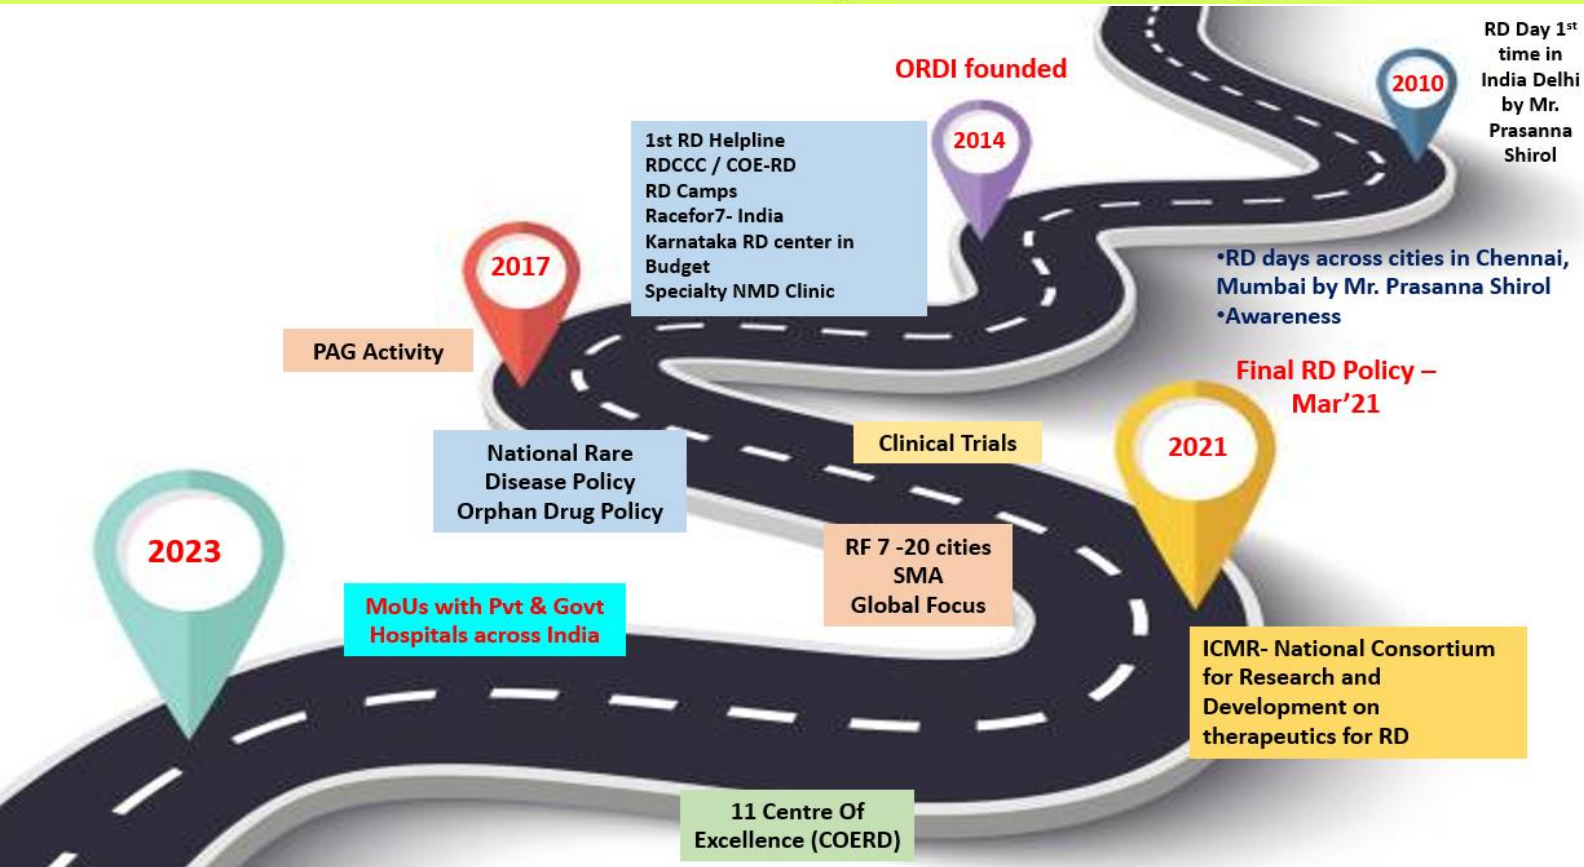 RD Day 1st
time in
India Delhi
by Mr.
Prasanna
Shirol
2010
ORDI founded
2014
1st RD Helpline
RDCCC / COE-RD
RD Camps
Racefor7- India
Karnataka RD center in
Budget
Specialty NMD Clinic
•RD days across cities in Chennai,
Mumbai by Mr. Prasanna Shirol
•Awareness
2017
PAG Activity
National Rare
Disease Policy
Orphan Drug Policy
Clinical Trials
RF 7 -20 cities
SMA
Global Focus
Final RD Policy –
Mar’21
2021
ICMR- National Consortium
for Research and
Development on
therapeutics for RD
2023
MoUs with Pvt & Govt
Hospitals across India
11 Centre Of
Excellence (COERD)